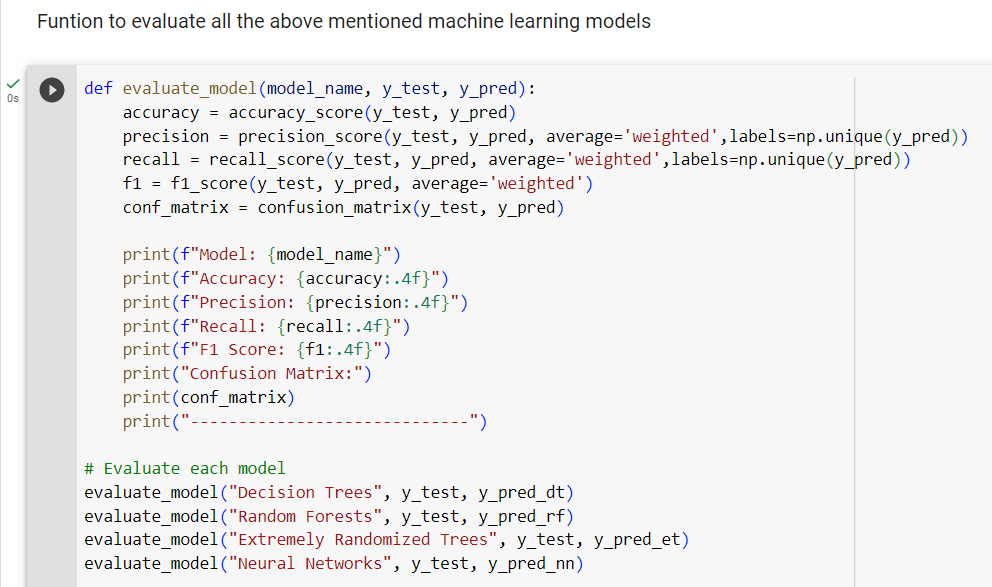 Funtion to evaluate all the above mentioned machine learning models
0s
def evaluate_model(model_name, y_test, y_pred):
    accuracy = accuracy_score(y_test, y_pred)
    precision = precision_score(y_test, y_pred, average='weighted',labels=np.unique(y_pred))
    recall = recall_score(y_test, y_pred, average='weighted',labels=np.unique(y_pred))
    f1 = f1_score(y_test, y_pred, average='weighted')
    conf_matrix = confusion_matrix(y_test, y_pred)

    print(f"Model: {model_name}")
    print(f"Accuracy: {accuracy:.4f}")
    print(f"Precision: {precision:.4f}")
    print(f"Recall: {recall:.4f}")
    print(f"F1 Score: {f1:.4f}")
    print("Confusion Matrix:")
    print(conf_matrix)
    print("-----------------------------")

# Evaluate each model
evaluate_model("Decision Trees", y_test, y_pred_dt)
evaluate_model("Random Forests", y_test, y_pred_rf)
evaluate_model("Extremely Randomized Trees", y_test, y_pred_et)
evaluate_model("Neural Networks", y_test, y_pred_nn)